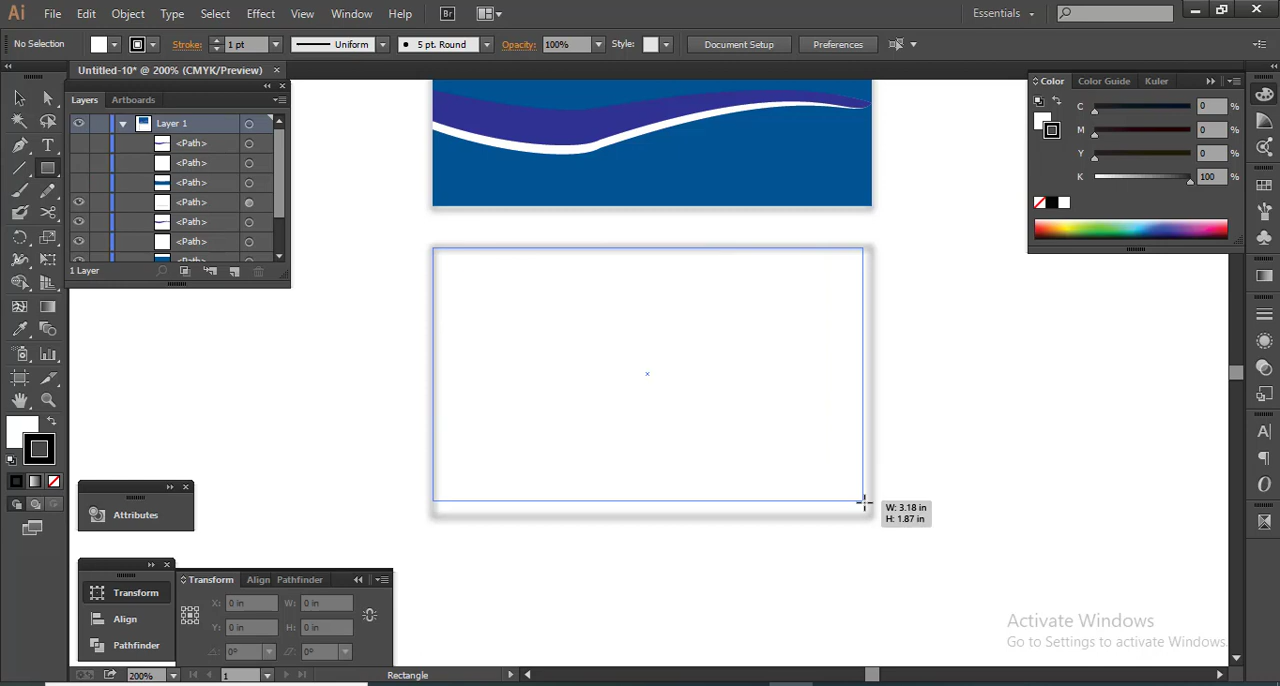 Ai File Edit Object Type Select Effect View Window Help Br Essentials
No Selection Stroke: 1 pt Uniform 5 pt. Round Opacity: 100% Style: Document Setup Preferences
Untitled-10* @ 200% (CMYK/Preview)
Layers Artboards
Layer 1
<Path>
<Path>
<Path>
<Path>
<Path>
<Path>
<Path>
1 Layer
Color Color Guide Kuler
C 0 %
M 0 %
Y 0 %
K 100 %
W: 3.18 in
H: 1.87 in
Attributes
Transform
Align
Pathfinder
Transform Align Pathfinder
X: 0 in W: 0 in
Y: 0 in H: 0 in
0° 0°
Activate Windows
Go to Settings to activate Windows.
200% 1 Rectangle